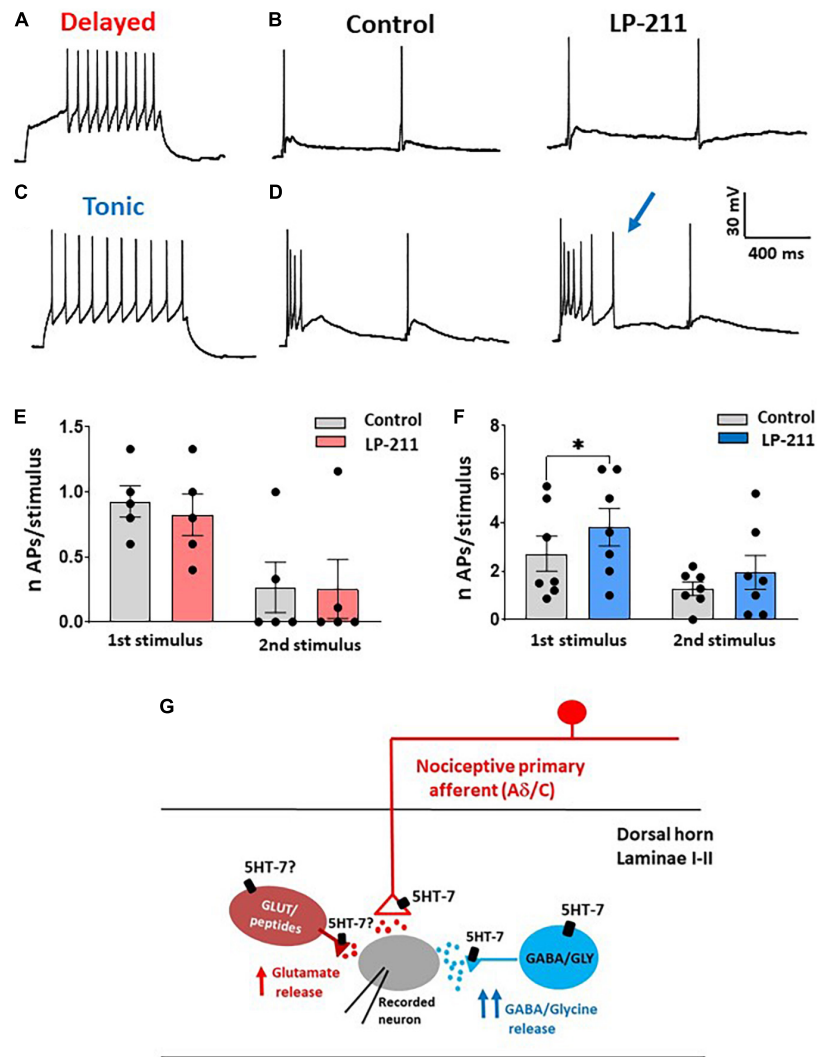 A
Delayed
B
Control
LP-211
C
Tonic
D
30 mV
400 ms
E
Control
LP-211
n APs/stimulus
1.5
1.0
0.5
0.0
1st stimulus
2nd stimulus
F
Control
LP-211
*
n APs/stimulus
8
6
4
2
0
1st stimulus
2nd stimulus
G
Nociceptive primary
afferent (Aδ/C)
Dorsal horn
Laminae I-II
5HT-7?
GLUT/
peptides
5HT-7?
5HT-7
5HT-7
5HT-7
GABA/GLY
Glutamate
release
Recorded
neuron
GABA/Glycine
release